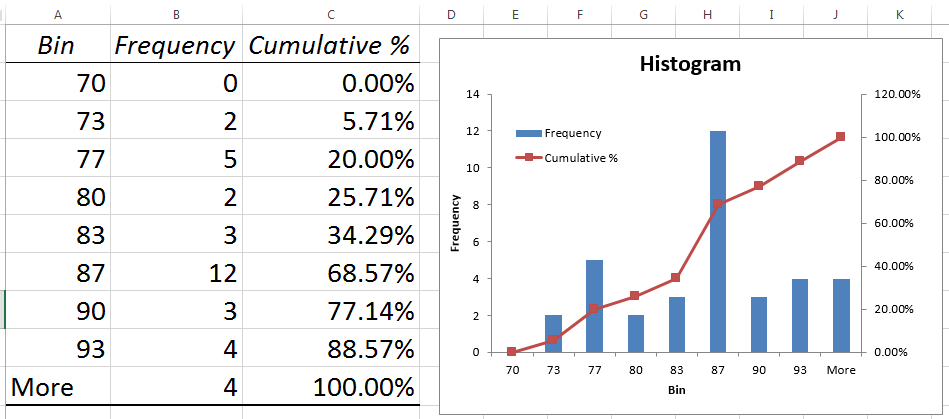 A B C D E F G H I J K
Bin Frequency Cumulative %
70 0 0.00%
73 2 5.71%
77 5 20.00%
80 2 25.71%
83 3 34.29%
87 12 68.57%
90 3 77.14%
93 4 88.57%
More 4 100.00%
Histogram
14 120.00%
12 100.00%
10 80.00%
8 60.00%
6 40.00%
4 20.00%
2 0.00%
0
Frequency
Cumulative %
Frequency
70 73 77 80 83 87 90 93 More
Bin